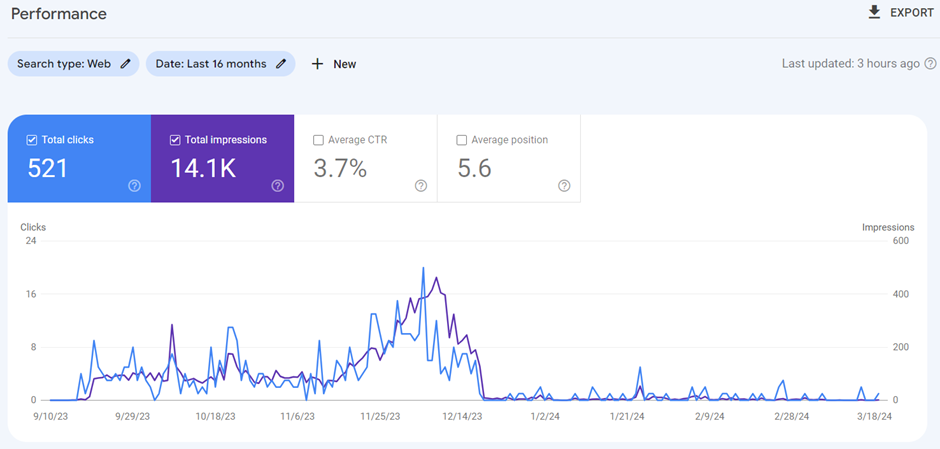 Performance
EXPORT
Search type: Web
Date: Last 16 months
+ New
Last updated: 3 hours ago
Total clicks
521
Total impressions
14.1K
Average CTR
3.7%
Average position
5.6
Clicks
Impressions
24
600
16
400
8
200
0
0
9/10/23 9/29/23 10/18/23 11/6/23 11/25/23 12/14/23 1/2/24 1/21/24 2/9/24 2/28/24 3/18/24